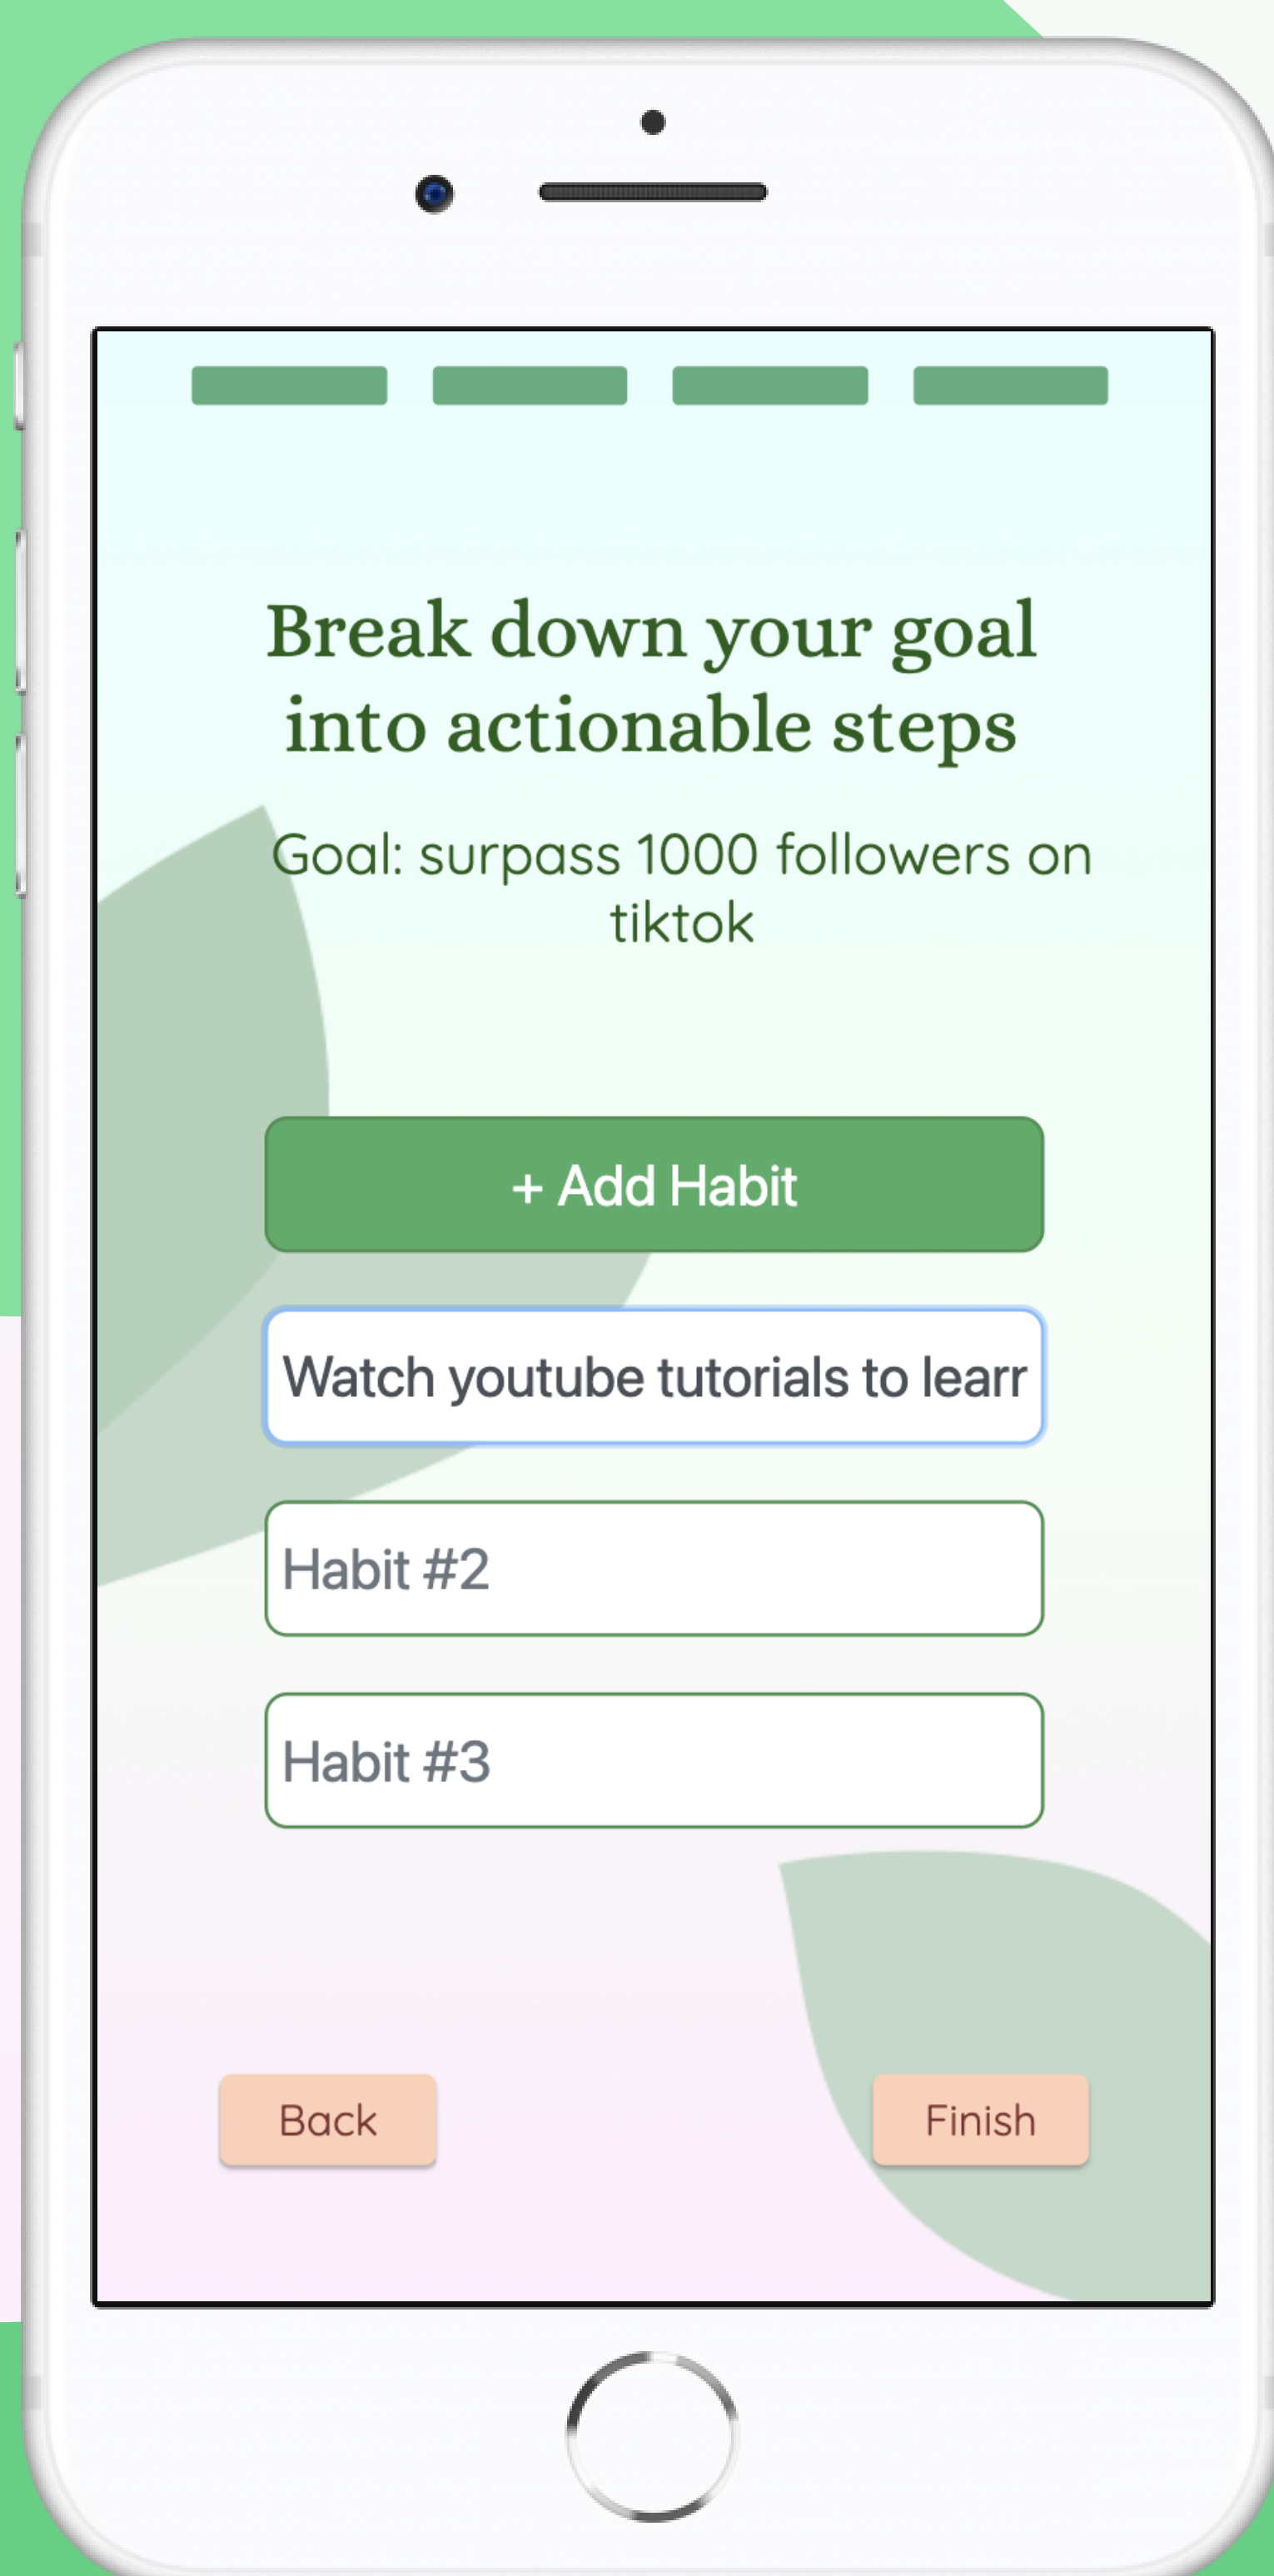 Break down your goal
into actionable steps
Goal: surpass 1000 followers on
tiktok
+ Add Habit
Watch youtube tutorials to
Habit #2
Habit #3
Back
Finish